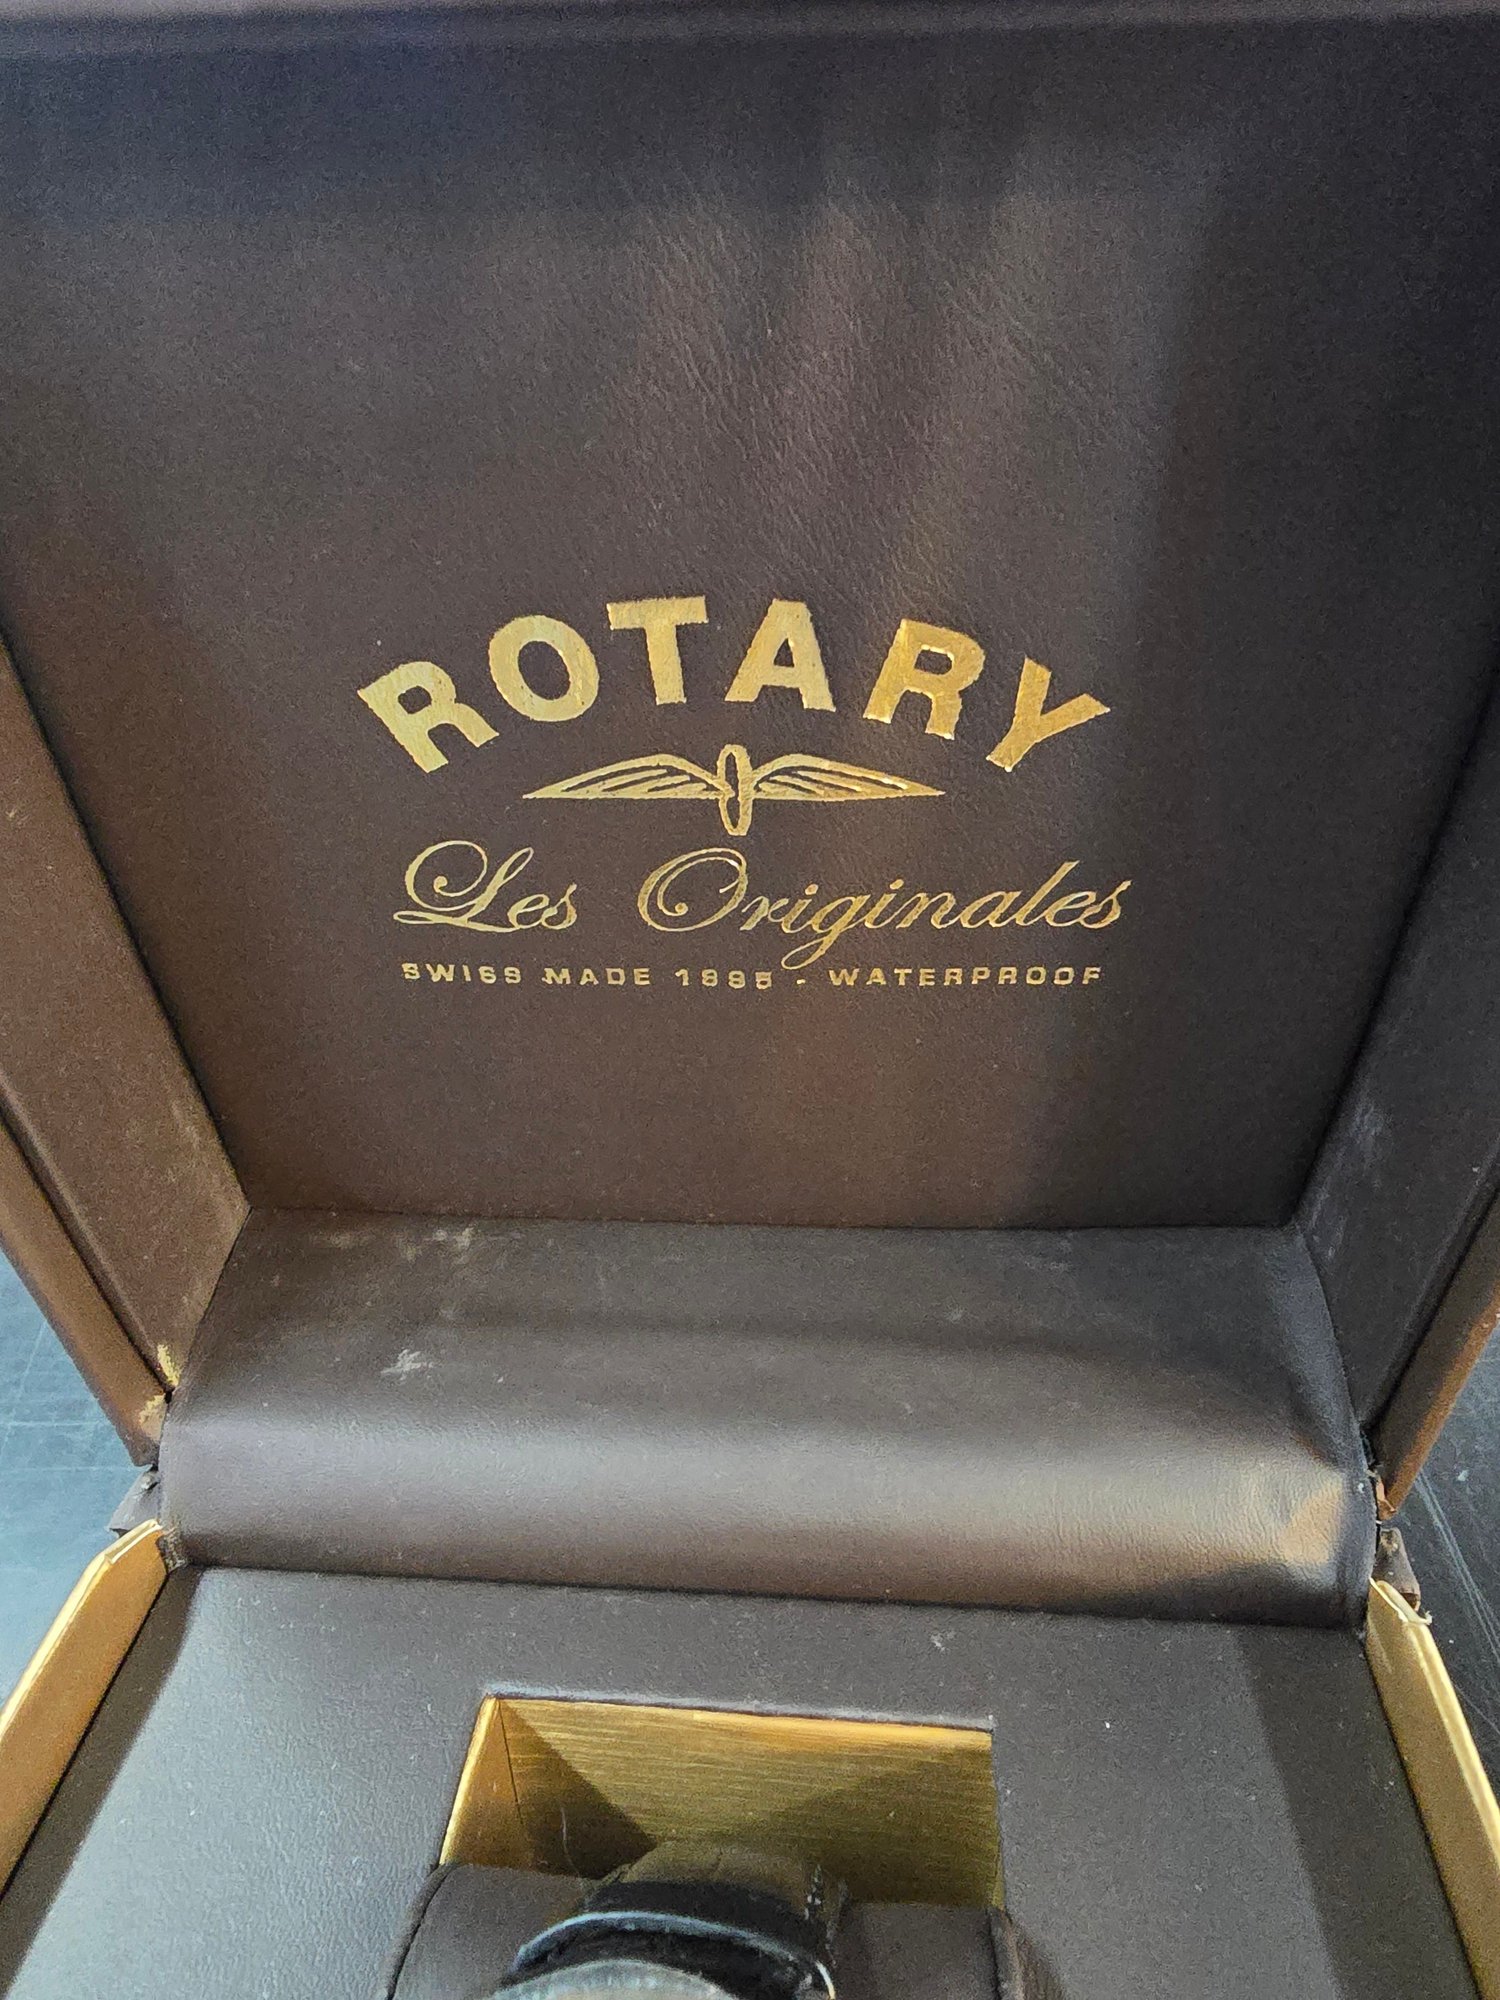 ROTARY
Les Originales
SWISS MADE 1895 - WATERPROOF